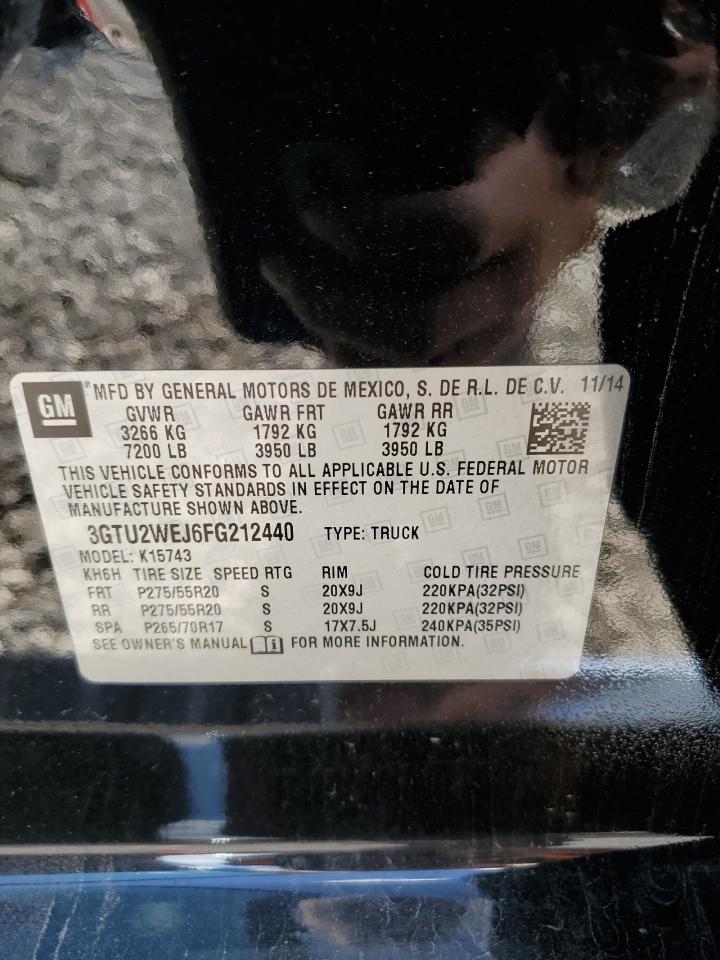 GM
® MFD BY GENERAL MOTORS DE MEXICO, S. DE R.L. DE C.V. 11/14
GVWR GAWR FRT GAWR RR
3266 KG 1792 KG 1792 KG
7200 LB 3950 LB 3950 LB
THIS VEHICLE CONFORMS TO ALL APPLICABLE U.S. FEDERAL MOTOR
VEHICLE SAFETY STANDARDS IN EFFECT ON THE DATE OF
MANUFACTURE SHOWN ABOVE.
3GTU2WEJ6FG212440 TYPE: TRUCK
MODEL: K15743
KH6H TIRE SIZE SPEED RTG RIM COLD TIRE PRESSURE
FRT P275/55R20 S 20X9J 220KPA(32PSI)
RR P275/55R20 S 20X9J 220KPA(32PSI)
SPA P265/70R17 S 17X7.5J 240KPA(35PSI)
SEE OWNER'S MANUAL i FOR MORE INFORMATION.